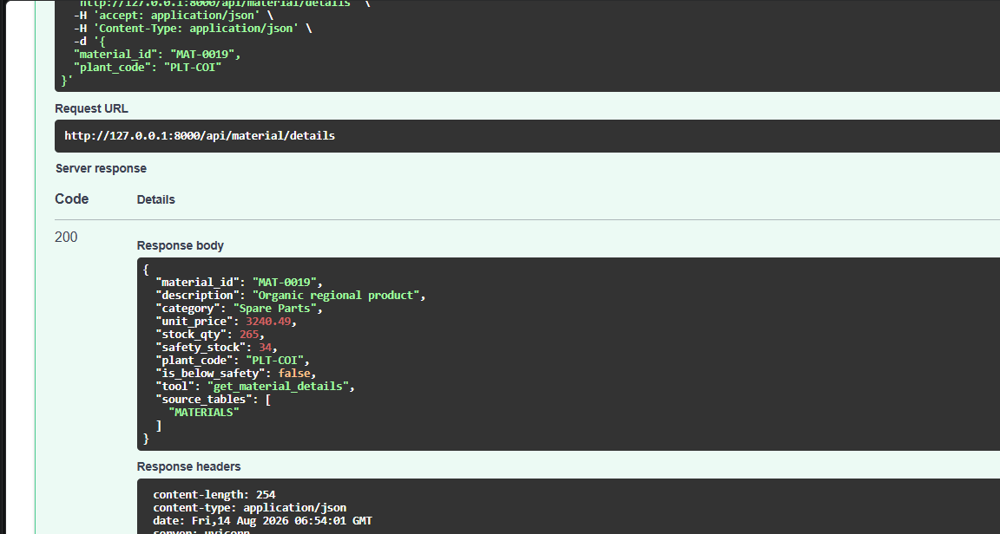 http://127.0.0.1:8000/api/material/details' \
-H 'accept: application/json' \
-H 'Content-Type: application/json' \
-d '{
"material_id": "MAT-0019",
"plant_code": "PLT-COI"
}'
Request URL
http://127.0.0.1:8000/api/material/details
Server response
Code Details
200
Response body
{
"material_id": "MAT-0019",
"description": "Organic regional product",
"category": "Spare Parts",
"unit_price": 3240.49,
"stock_qty": 265,
"safety_stock": 34,
"plant_code": "PLT-COI",
"is_below_safety": false,
"tool": "get_material_details",
"source_tables": [
"MATERIALS"
]
}
Response headers
content-length: 254
content-type: application/json
date: Fri,14 Aug 2026 06:54:01 GMT
server: uvicorn